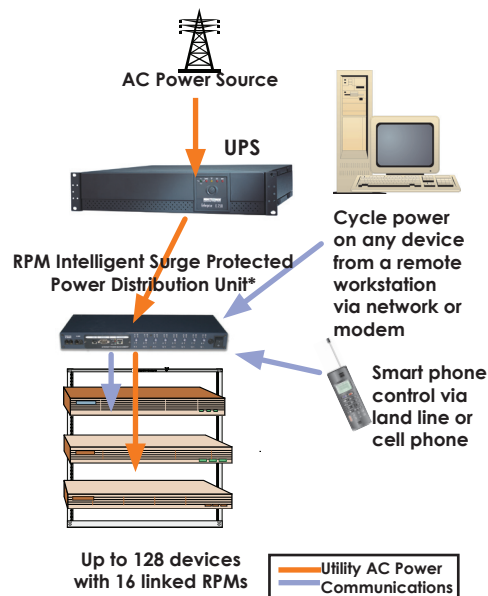 AC Power Source
UPS
Cycle power
on any device
from a remote
workstation
via network or
modem
RPM Intelligent Surge Protected
Power Distribution Unit*
Smart phone
control via
land line or
cell phone
Up to 128 devices
with 16 linked RPMs
Utility AC Power
Communications